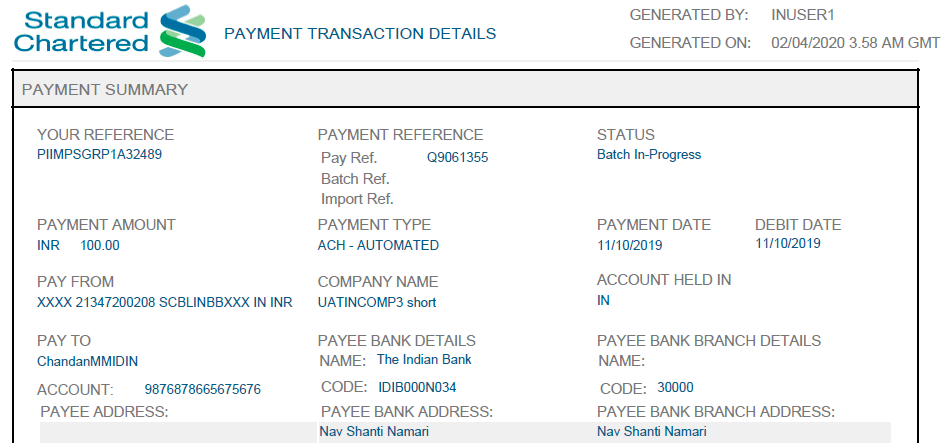 Standard
Chartered
PAYMENT TRANSACTION DETAILS
GENERATED BY: INUSER1
GENERATED ON: 02/04/2020 3.58 AM GMT
PAYMENT SUMMARY
YOUR REFERENCE PAYMENT REFERENCE STATUS
PIIMPSGRP1A32489 Pay Ref. Q9061355 Batch In-Progress
Batch Ref.
Import Ref.
PAYMENT AMOUNT PAYMENT TYPE PAYMENT DATE DEBIT DATE
INR 100.00 ACH - AUTOMATED 11/10/2019 11/10/2019
PAY FROM COMPANY NAME ACCOUNT HELD IN
XXXX 21347200208 SCBLINBBXXX IN INR UATINCOMP3 short IN
PAY TO PAYEE BANK DETAILS PAYEE BANK BRANCH DETAILS
ChandanMMIDIN NAME: The Indian Bank NAME:
ACCOUNT: 9876878665675676 CODE: IDIB000N034 CODE: 30000
PAYEE ADDRESS: PAYEE BANK ADDRESS: PAYEE BANK BRANCH ADDRESS:
Nav Shanti Namari Nav Shanti Namari